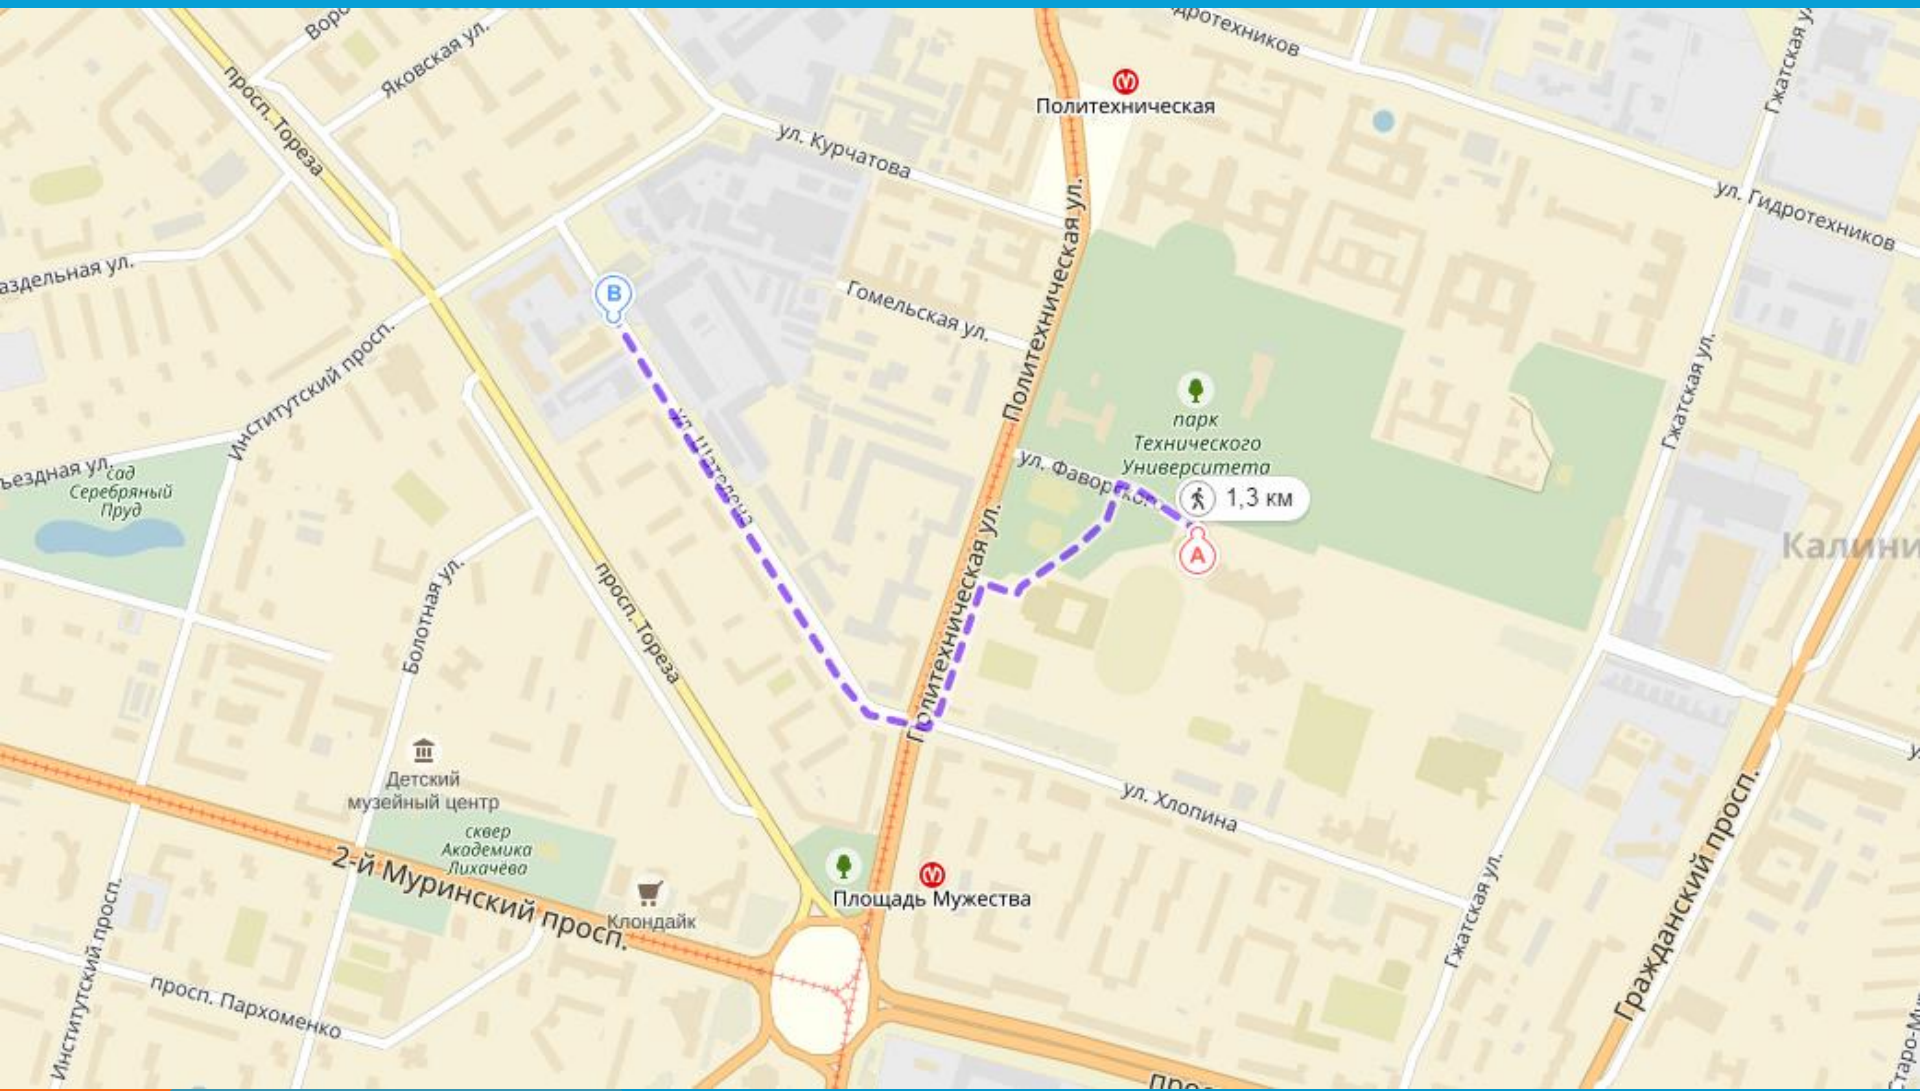 Яковская ул.
просп. Тореза
ул. Курчатова
Политехническая
Гжатская ул.
ул. Гидротехников
Политехническая ул.
Гомельская ул.
B
Институтский просп.
парк
Технического
Университета
Гжатская ул.
1,3 км
A
сад
Серебряный
Пруд
ул. Шателена
Политехническая ул.
Болотная ул.
просп. Тореза
Политехническая ул.
Детский
музейный центр
ул. Хлопина
сквер
Академика
Лихачёва
2-й Муринский просп.
Клондайк
Площадь Мужества
Гжатская ул.
Гражданский просп.
Институтский просп.
просп. Пархоменко